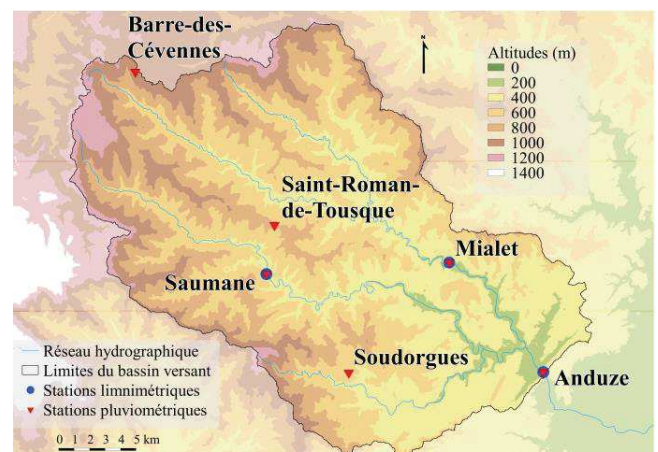 Barre-des-
Cévennes
N
Altitudes (m)
0
200
400
600
800
1000
1200
1400
Saint-Roman-
de-Tousque
Mialet
Saumane
Soudorgues
Anduze
Réseau hydrographique
Limites du bassin versant
Stations limnimétriques
Stations pluviométriques
0 1 2 3 4 5 km